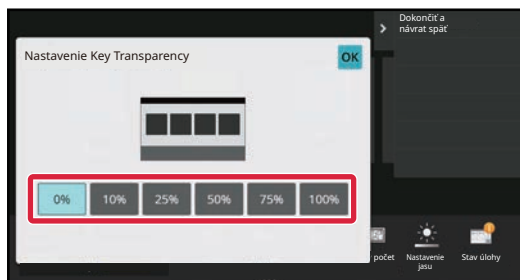 Dokončiť a
návrat späť
Nastavenie Key Transparency
OK
0%
10%
25%
50%
75%
100%
počet
Nastavenie
jasu
Stav úlohy